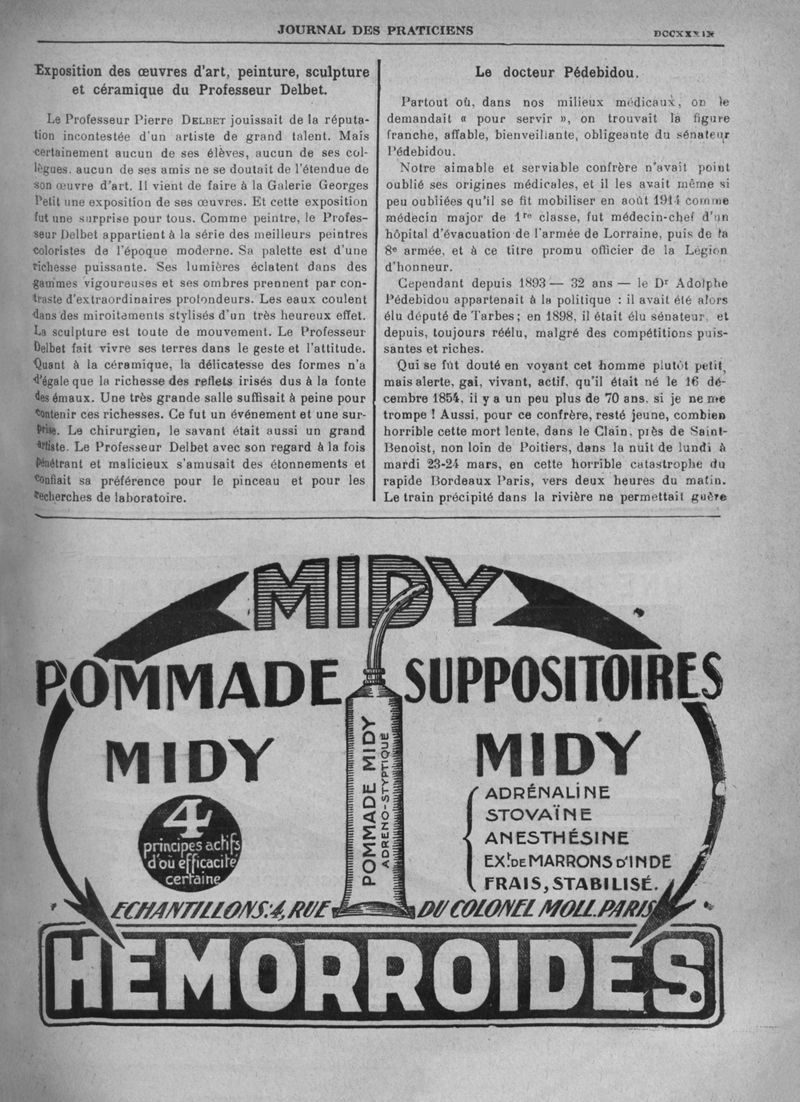 JOURNAL DES PRATICIENS
Exposition des œuvres d'art, peinture, sculpture
et céramique du Professeur Delbet.
Le Professeur Pierre DELBET jouissait de la réputa-
tion incontestée d'un artiste de grand talent. Mais
certainement aucun de ses élèves, aucun de ses col-
lègues, aucun de ses amis ne se doutait de l'étendue de
son œuvre d'art. Il vient de faire à la Galerie Georges
Petit une exposition de ses œuvres. Et cette exposition
fut une surprise pour tous. Comme peintre, le Profes-
seur Delbet appartient à la série des meilleurs peintres
coloristes de l'époque moderne. Sa palette est d'une
richesse puissante. Ses lumières éclatent dans des
gammes vigoureuses et ses ombres prennent par con-
traste d'extraordinaires profondeurs. Les eaux coulent
dans des miroitements stylisés d'un très heureux effet.
La sculpture est toute de mouvement. Le Professeur
Delbet fait vivre ses terres dans le geste et l'attitude.
Quant à la céramique, la délicatesse des formes n'a
d'égale que la richesse des reflets irisés dus à la fonte
des émaux. Une très grande salle suffisait à peine pour
contenir ces richesses. Ce fut un événement et une sur-
prise. Le chirurgien, le savant était aussi un grand
artiste. Le Professeur Delbet avec son regard à la fois
pénétrant et malicieux s'amusait des étonnements et
confiait sa préférence pour le pinceau et pour les
recherches de laboratoire.
Le docteur Pédebidou.
Partout où, dans nos milieux médicaux, on le
demandait « pour servir », on trouvait la figure
franche, affable, bienveillante, obligeante du sénateur
Pédebidou.
Notre aimable et serviable confrère n'avait point
oublié ses origines médicales, et il les avait même si
peu oubliées qu'il se fit mobiliser en août 1914 comme
médecin major de 1re classe, fut médecin-chef d'un
hôpital d'évacuation de l'armée de Lorraine, puis de la
8e armée, et à ce titre promu officier de la Légion
d'honneur.
Cependant depuis 1893 — 32 ans — le Dr Adolphe
Pédebidou appartenait à la politique : il avait été alors
élu député de Tarbes; en 1898, il était élu sénateur, et
depuis, toujours réélu, malgré des compétitions puis-
santes et riches.
Qui se fût douté en voyant cet homme plutôt petit,
mais alerte, gai, vivant, actif, qu'il était né le 16 dé-
cembre 1854, il y a un peu plus de 70 ans, si je ne me
trompe ! Aussi, pour ce confrère, resté jeune, combien
horrible cette mort lente, dans le Clain, près de Saint-
Benoist, non loin de Poitiers, dans la nuit de lundi à
mardi 23-24 mars, en cette horrible catastrophe du
rapide Bordeaux Paris, vers deux heures du matin.
Le train précipité dans la rivière ne permettait guère
MIDY
POMMADE
MIDY
4
principes actifs
d'où efficacité
certaine
POMMADE MIDY
ADRENO-STYPTIQUE
SUPPOSITOIRES
MIDY
ADRÉNALINE
STOVAÏNE
ANESTHÉSINE
EXt DE MARRONS D'INDE
FRAIS, STABILISÉ.
ECHANTILLONS: 4, RUE DU COLONEL MOLL. PARIS
HÉMORROIDES.